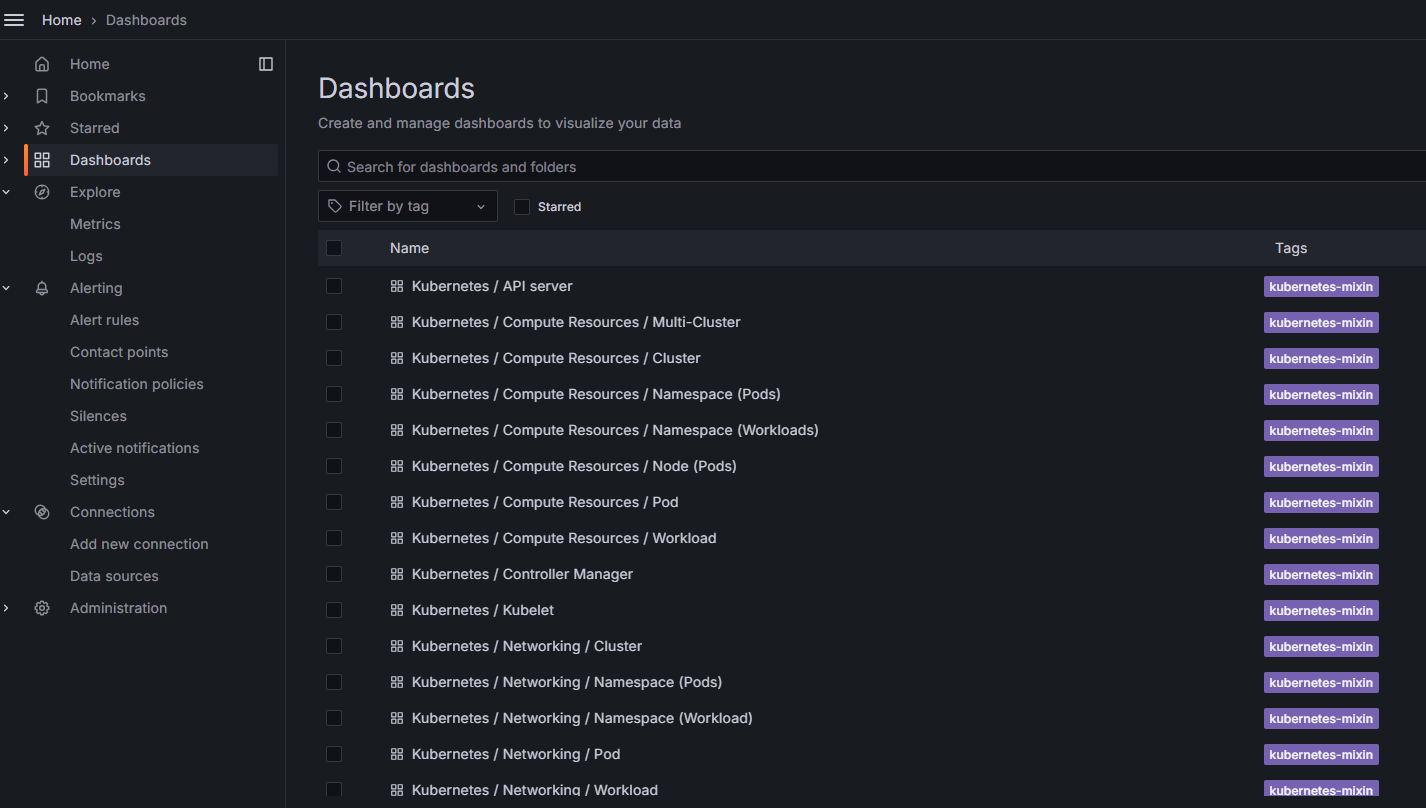 Home › Dashboards
Home
Bookmarks
Starred
Dashboards
Explore
Metrics
Logs
Alerting
Alert rules
Contact points
Notification policies
Silences
Active notifications
Settings
Connections
Add new connection
Data sources
Administration
Dashboards
Create and manage dashboards to visualize your data
Search for dashboards and folders
Filter by tag Starred
Name Tags
Kubernetes / API server kubernetes-mixin
Kubernetes / Compute Resources / Multi-Cluster kubernetes-mixin
Kubernetes / Compute Resources / Cluster kubernetes-mixin
Kubernetes / Compute Resources / Namespace (Pods) kubernetes-mixin
Kubernetes / Compute Resources / Namespace (Workloads) kubernetes-mixin
Kubernetes / Compute Resources / Node (Pods) kubernetes-mixin
Kubernetes / Compute Resources / Pod kubernetes-mixin
Kubernetes / Compute Resources / Workload kubernetes-mixin
Kubernetes / Controller Manager kubernetes-mixin
Kubernetes / Kubelet kubernetes-mixin
Kubernetes / Networking / Cluster kubernetes-mixin
Kubernetes / Networking / Namespace (Pods) kubernetes-mixin
Kubernetes / Networking / Namespace (Workload) kubernetes-mixin
Kubernetes / Networking / Pod kubernetes-mixin
Kubernetes / Networking / Workload kubernetes-mixin